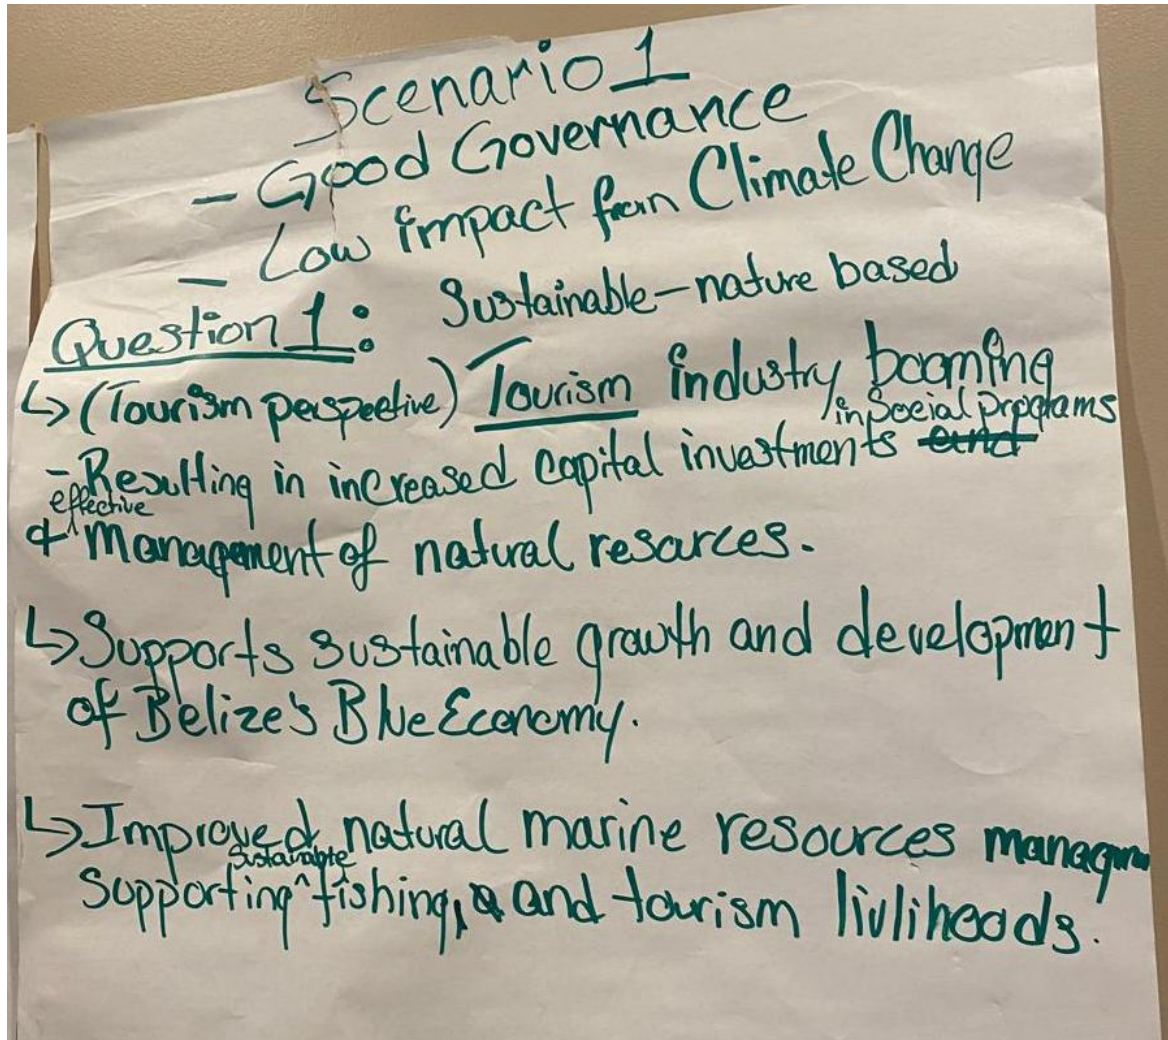 Scenario 1
- Good Governance
- Low impact from Climate Change
Question 1: Sustainable-nature based
↳ (Tourism perspective) Tourism industry booming
in Social programs
- Resulting in increased capital investments and
effective
& Management of natural resarces.
↳ Supports sustainable growth and development
of Belize's Blue Economy.
↳ Improved natural marine resources
Sustainable
Supporting ^ fishing, and tourism livlihoods.